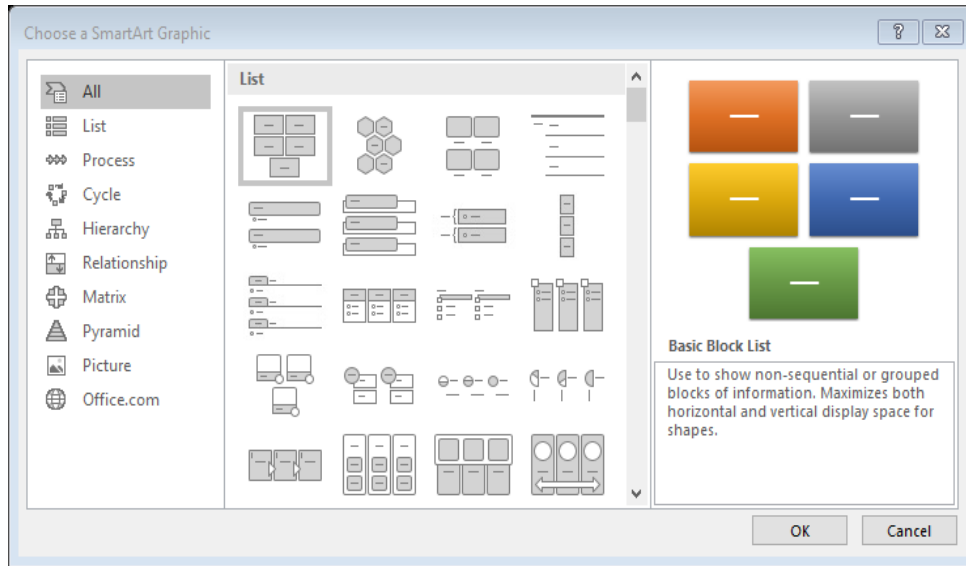 Choose a SmartArt Graphic
All
List
Process
Cycle
Hierarchy
Relationship
Matrix
Pyramid
Picture
Office.com
List
Basic Block List
Use to show non-sequential or grouped
blocks of information. Maximizes both
horizontal and vertical display space for
shapes.
OK
Cancel